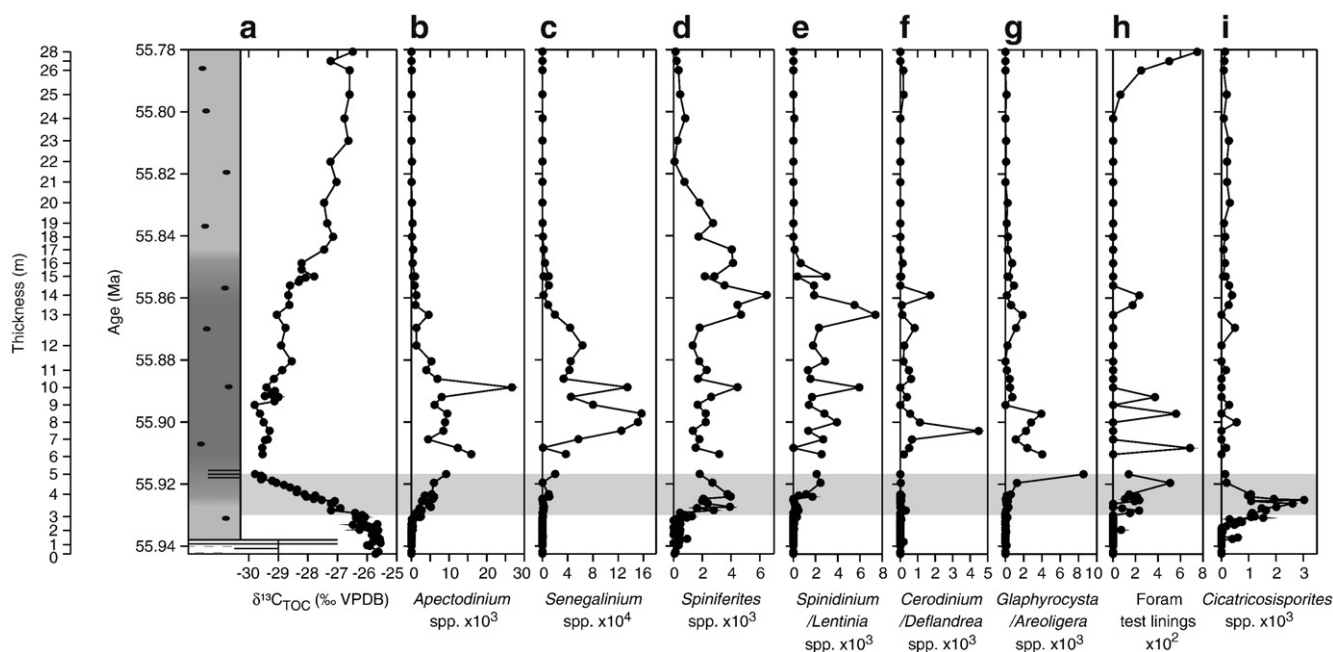 a b c d e f g h i
Thickness (m)
28
26
25
24
23
22
21
20
19
18
17
16
15
14
13
12
11
10
9
8
7
6
5
4
3
2
1
0
Age (Ma)
55.78
55.80
55.82
55.84
55.86
55.88
55.90
55.92
55.94
-30 -29 -28 -27 -26 -25
0 10 20 30
0 4 8 12 16
0 2 4 6
0 2 4 6 8
0 1 2 3 4 5
0 2 4 6 8 10
0 2 4 6 8
0 1 2 3
δ¹³C_TOC (‰ VPDB)
Apectodinium
spp. x10³
Senegalinium
spp. x10⁴
Spiniferites
spp. x10³
Spinidinium
/Lentinia
spp. x10³
Cerodinium
/Deflandrea
spp. x10³
Glaphyrocysta
/Areoligera
spp. x10³
Foram
test linings
x10²
Cicatricosisporites
spp. x10³